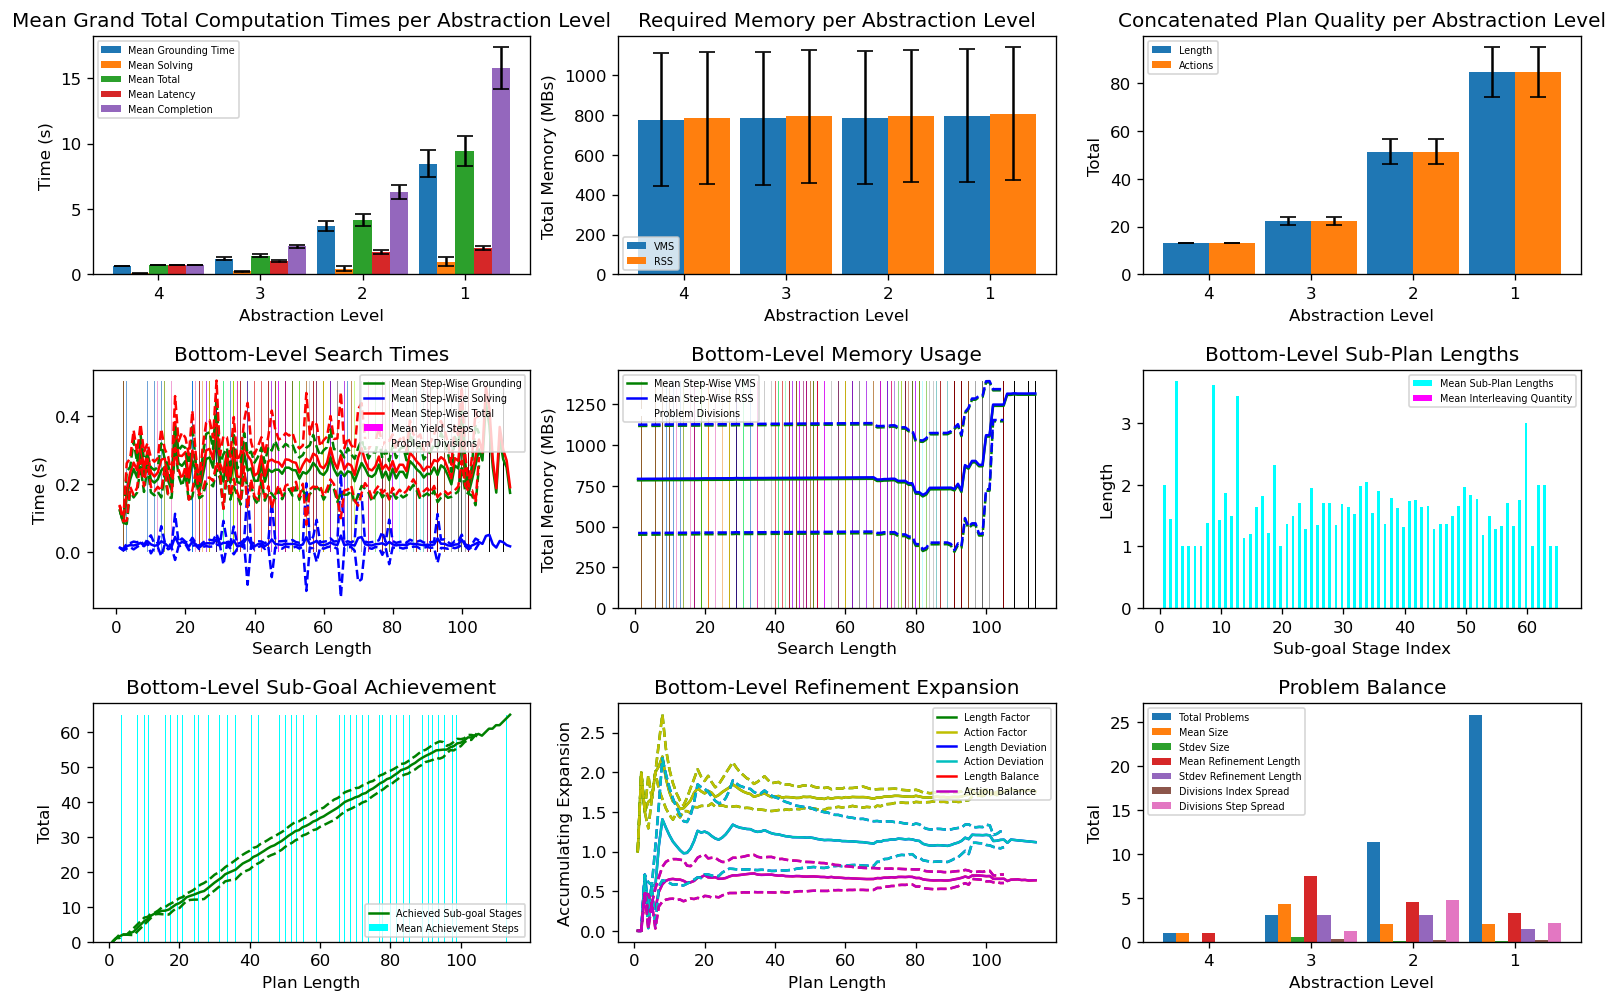 Mean Grand Total Computation Times per Abstraction Level
Mean Grounding Time
Mean Solving
Mean Total
Mean Latency
Mean Completion
Time (s)
0
5
10
15
4 3 2 1
Abstraction Level
Required Memory per Abstraction Level
VMS
RSS
Total Memory (MBs)
0
200
400
600
800
1000
4 3 2 1
Abstraction Level
Concatenated Plan Quality per Abstraction Level
Length
Actions
Total
0
20
40
60
80
4 3 2 1
Abstraction Level
Bottom-Level Search Times
Mean Step-Wise Grounding
Mean Step-Wise Solving
Mean Step-Wise Total
Mean Yield Steps
Problem Divisions
Time (s)
0.0
0.2
0.4
0 20 40 60 80 100
Search Length
Bottom-Level Memory Usage
Mean Step-Wise VMS
Mean Step-Wise RSS
Problem Divisions
Total Memory (MBs)
0
250
500
750
1000
1250
0 20 40 60 80 100
Search Length
Bottom-Level Sub-Plan Lengths
Mean Sub-Plan Lengths
Mean Interleaving Quantity
Length
0
1
2
3
0 10 20 30 40 50 60
Sub-goal Stage Index
Bottom-Level Sub-Goal Achievement
Achieved Sub-goal Stages
Mean Achievement Steps
Total
0
10
20
30
40
50
60
0 20 40 60 80 100
Plan Length
Bottom-Level Refinement Expansion
Length Factor
Action Factor
Length Deviation
Action Deviation
Length Balance
Action Balance
Accumulating Expansion
0.0
0.5
1.0
1.5
2.0
2.5
0 20 40 60 80 100
Plan Length
Problem Balance
Total Problems
Mean Size
Stdev Size
Mean Refinement Length
Stdev Refinement Length
Divisions Index Spread
Divisions Step Spread
Total
0
5
10
15
20
25
4 3 2 1
Abstraction Level